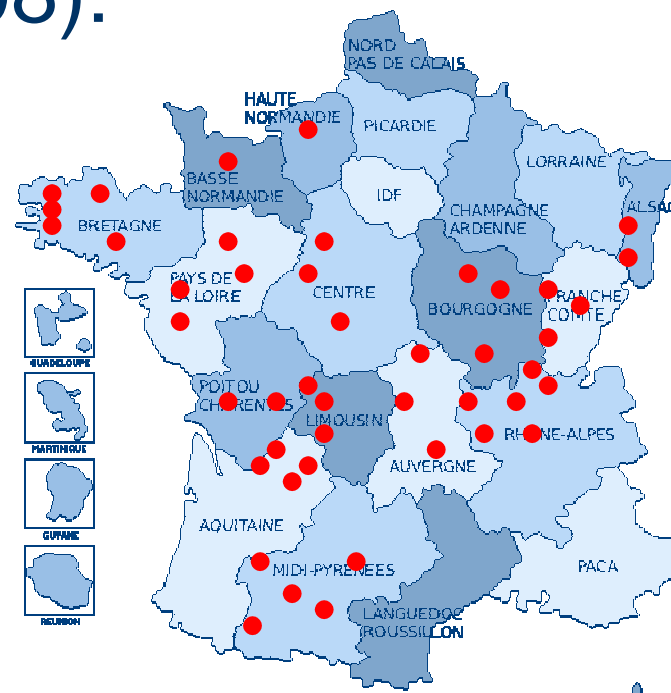 08).
NORD
PAS DE CALAIS
HAUTE
NORMANDIE
PICARDIE
LORRAINE
BASSE
NORMANDIE
IDF
CHAMPAGNE
ARDENNE
ALSA
BRETAGNE
PAYS DE
LA LOIRE
CENTRE
BOURGOGNE
FRANCHE
COMTE
GUADELOUPE
POITOU
CHARENTES
LIMOUSIN
RHONE-ALPES
MARTINIQUE
AUVERGNE
AQUITAINE
GUYANE
MIDI-PYRENEES
PACA
LANGUEDOC
ROUSSILLON
REUNION